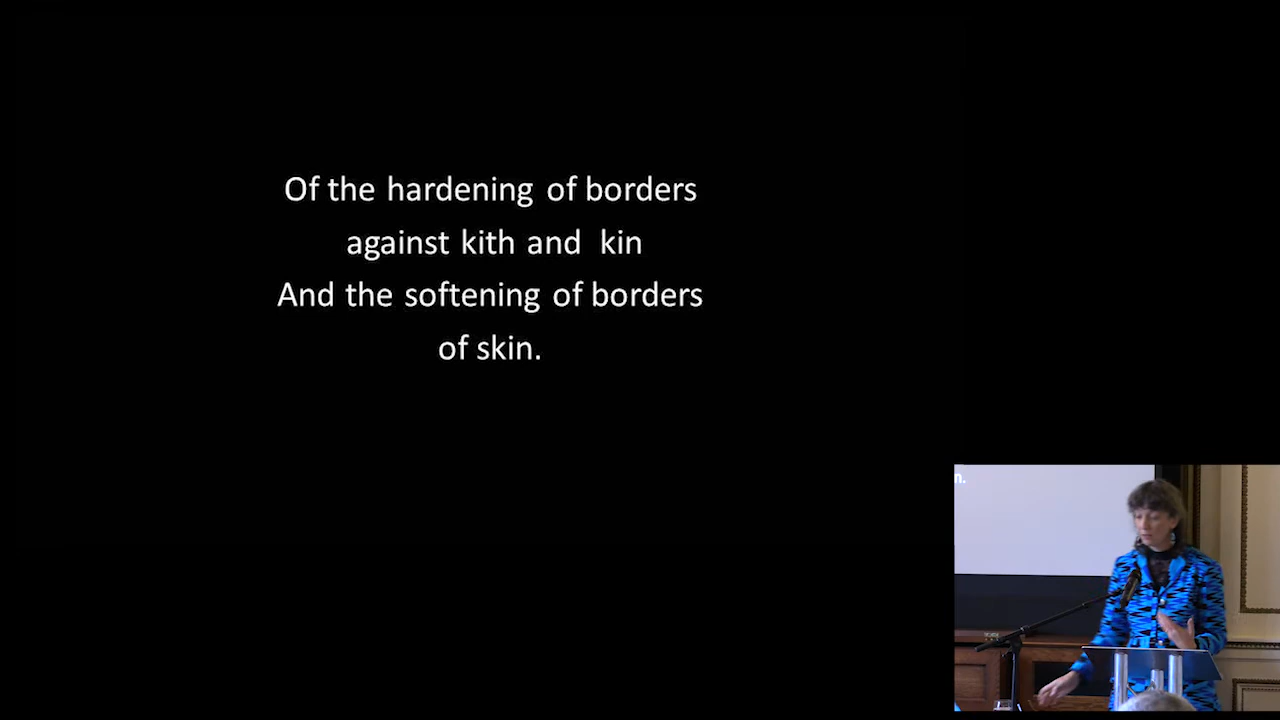 Of the hardening of borders
against kith and  kin
And the softening of borders
of skin.
n.